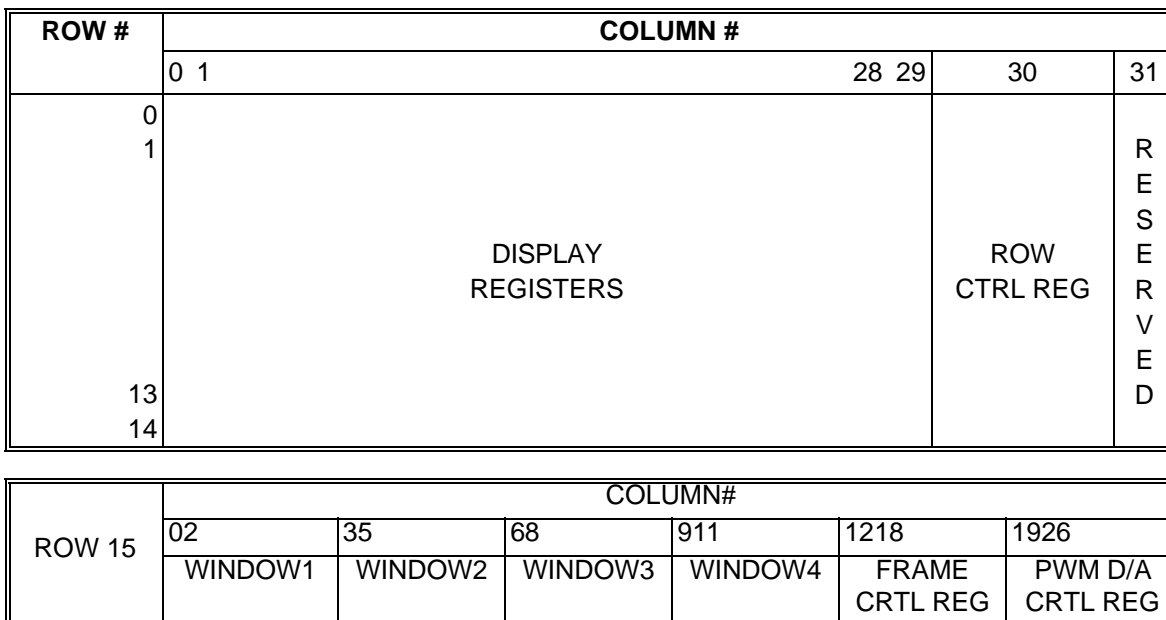 ROW # COLUMN #
0 1 28 29 30 31
0
1
R
E
S
DISPLAY ROW E
REGISTERS CTRL REG R
V
E
13 D
14
COLUMN#
ROW 15 02 35 68 911 1218 1926
WINDOW1 WINDOW2 WINDOW3 WINDOW4 FRAME PWM D/A
CRTL REG CRTL REG